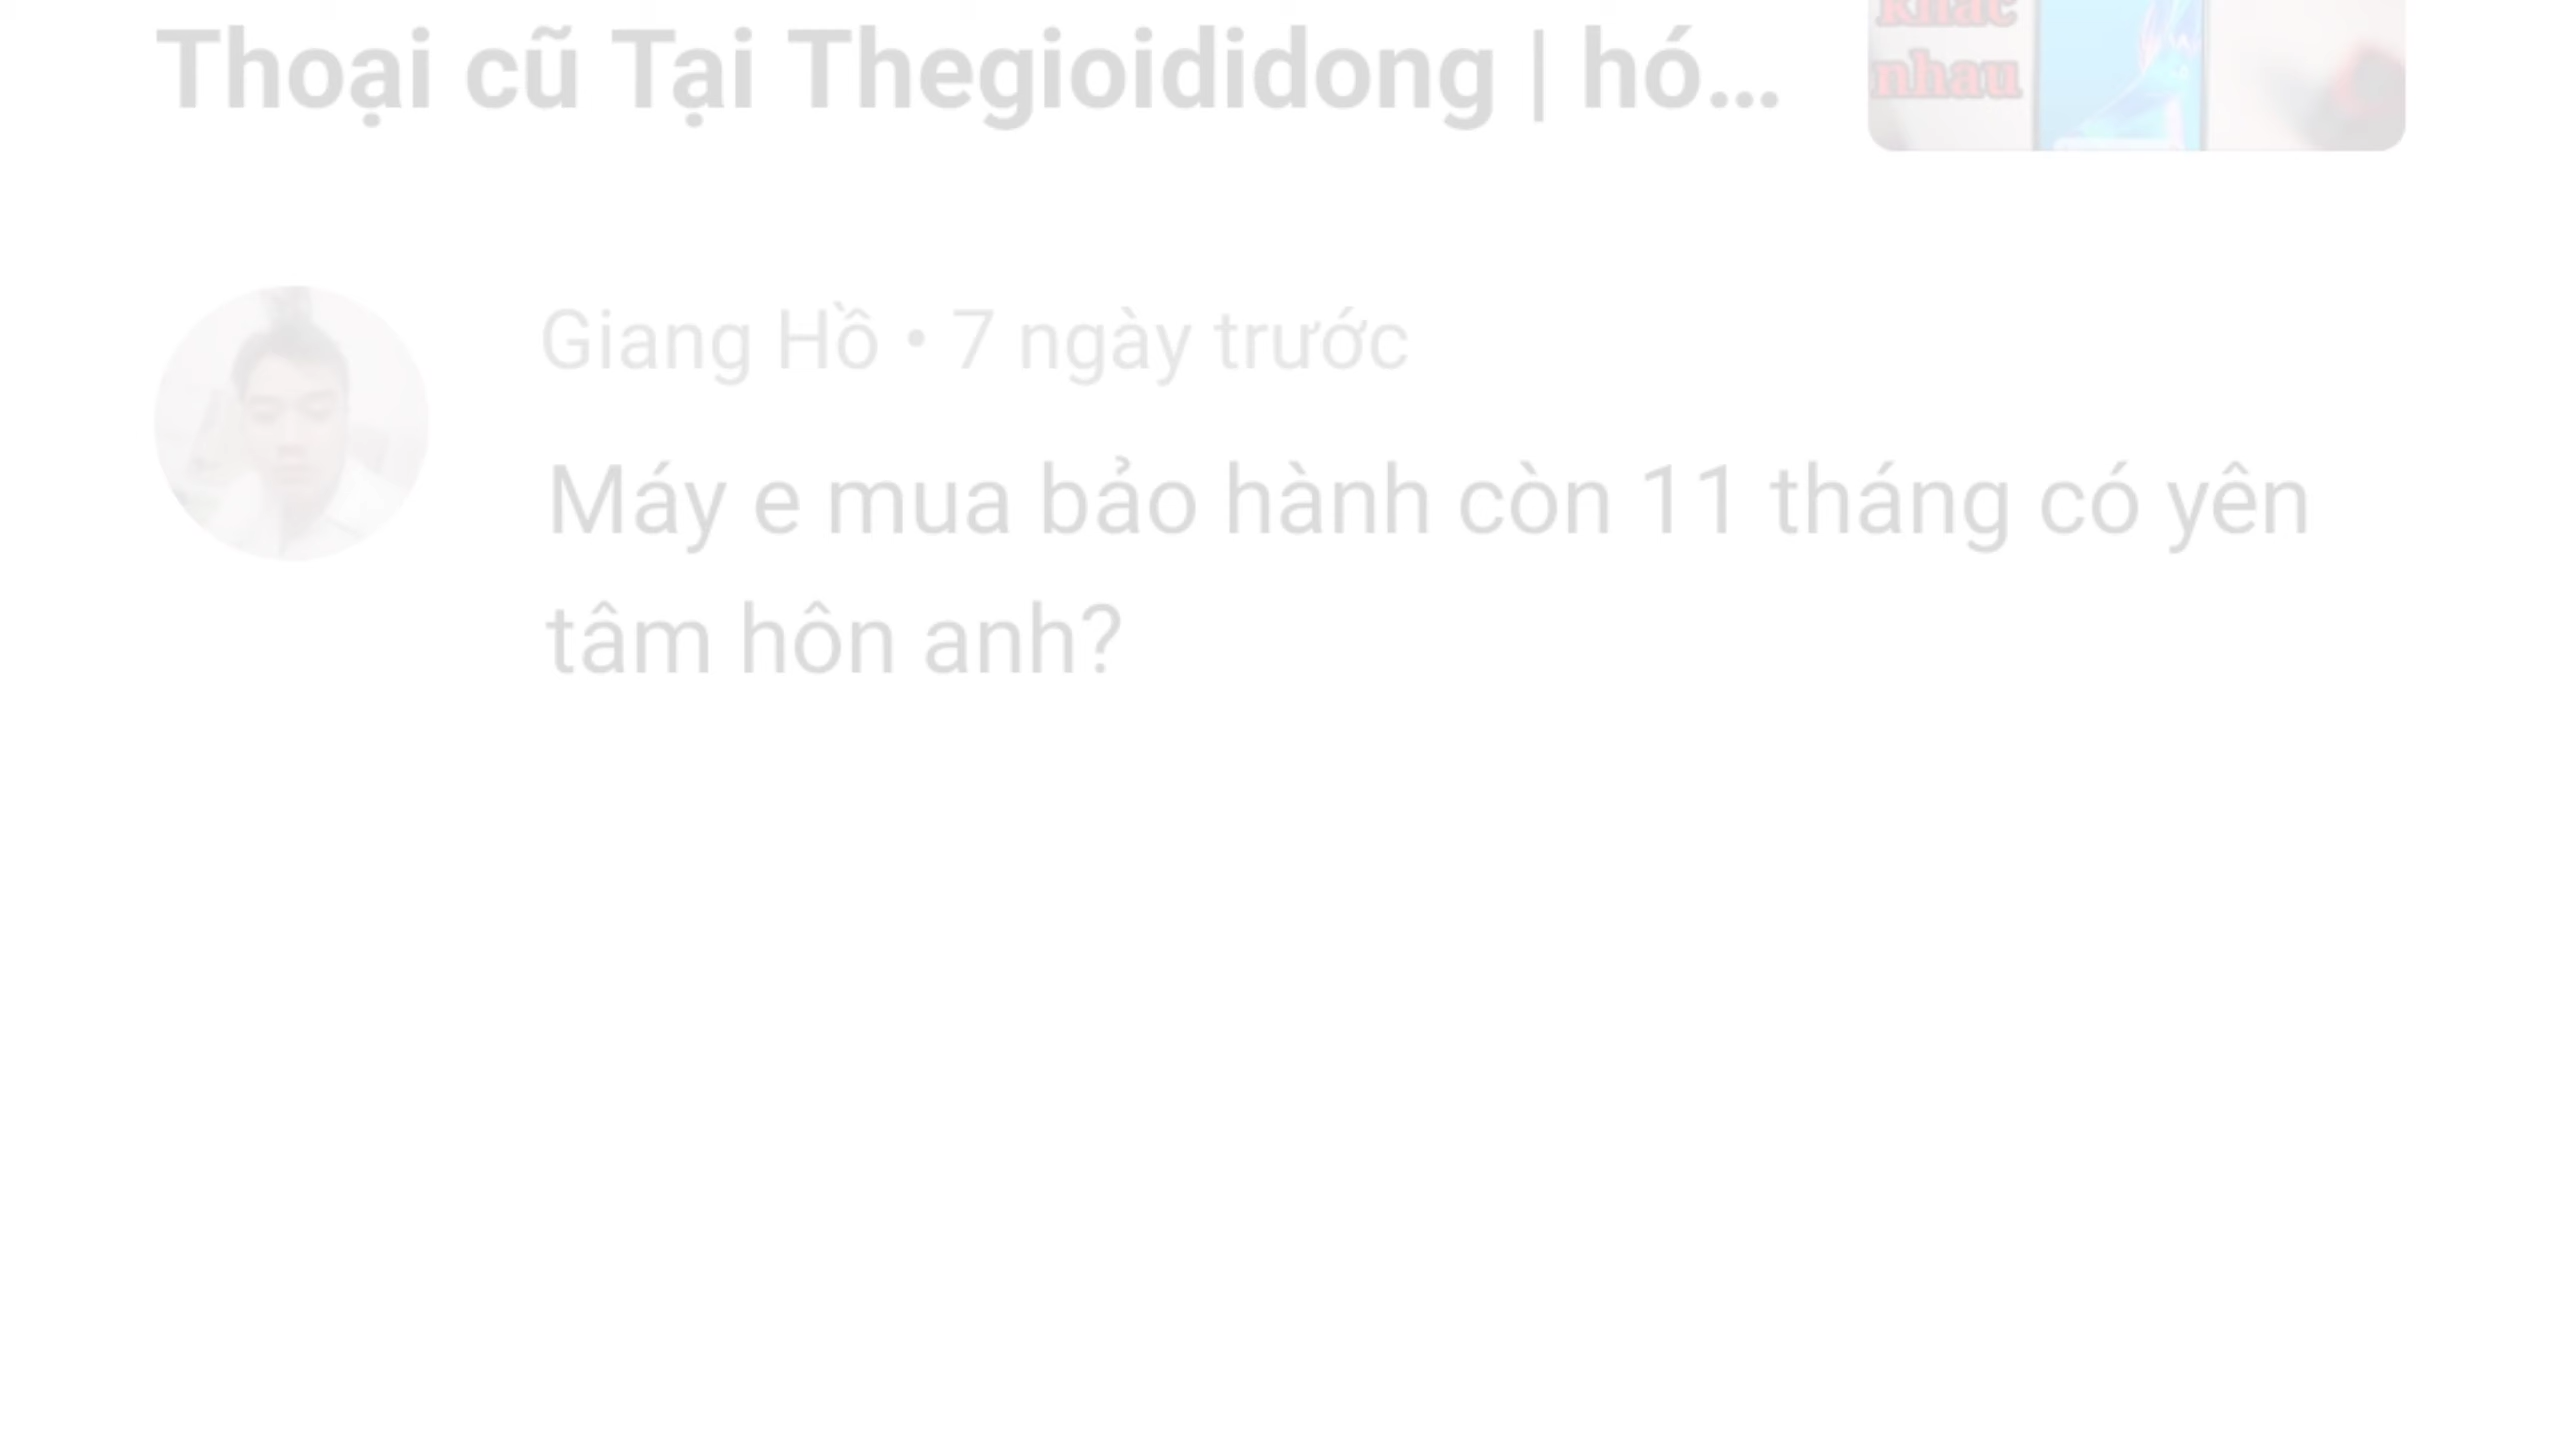 Thoại cũ Tại Thegioididong | hó...
khác
nhau
Giang Hồ • 7 ngày trước
Máy e mua bảo hành còn 11 tháng có yên
tâm hôn anh?